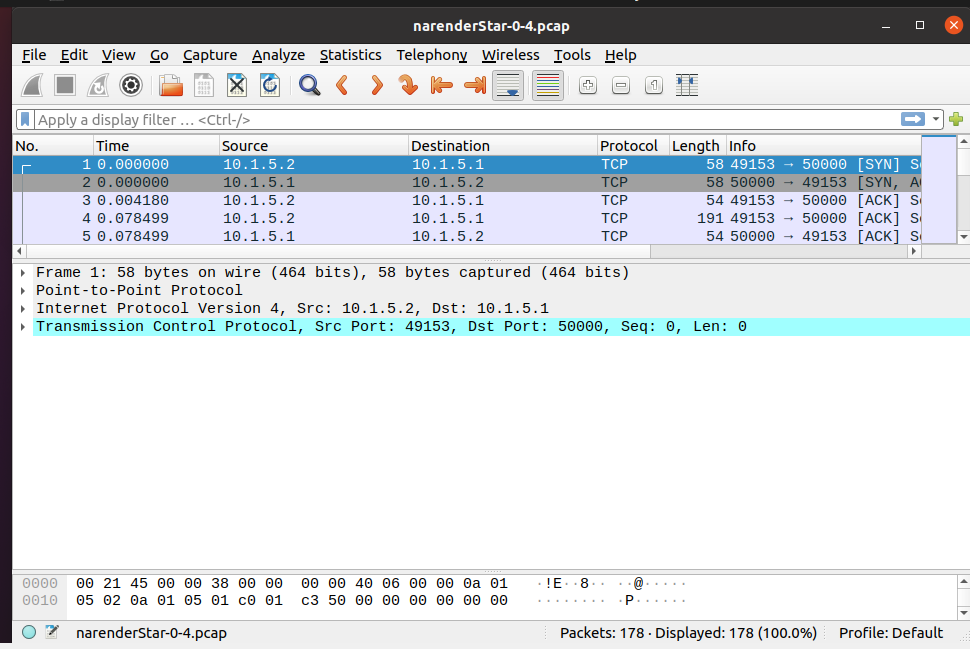 narenderStar-0-4.pcap
File Edit View Go Capture Analyze Statistics Telephony Wireless Tools Help
Apply a display filter … <Ctrl-/>
No. Time Source Destination Protocol Length Info
1 0.000000 10.1.5.2 10.1.5.1 TCP 58 49153 → 50000 [SYN] S
2 0.000000 10.1.5.1 10.1.5.2 TCP 58 50000 → 49153 [SYN, A
3 0.004180 10.1.5.2 10.1.5.1 TCP 54 49153 → 50000 [ACK] S
4 0.078499 10.1.5.2 10.1.5.1 TCP 191 49153 → 50000 [ACK] S
5 0.078499 10.1.5.1 10.1.5.2 TCP 54 50000 → 49153 [ACK] S
Frame 1: 58 bytes on wire (464 bits), 58 bytes captured (464 bits)
Point-to-Point Protocol
Internet Protocol Version 4, Src: 10.1.5.2, Dst: 10.1.5.1
Transmission Control Protocol, Src Port: 49153, Dst Port: 50000, Seq: 0, Len: 0
0000 00 21 45 00 00 38 00 00 00 00 40 06 00 00 0a 01 ·!E··8·· ··@·····
0010 05 02 0a 01 05 01 c0 01 c3 50 00 00 00 00 00 00 ········ ·P······
narenderStar-0-4.pcap Packets: 178 · Displayed: 178 (100.0%) Profile: Default